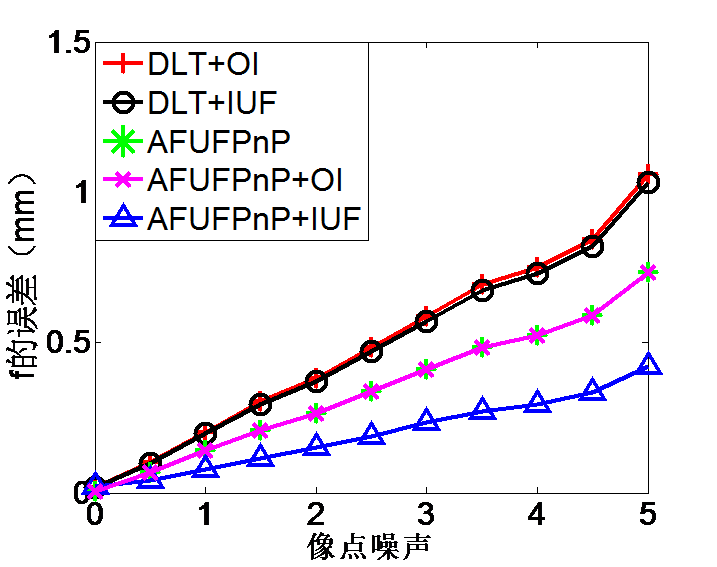 1.5
1
0.5
0
f的误差（mm）
DLT+OI
DLT+IUF
AFUFPnP
AFUFPnP+OI
AFUFPnP+IUF
0 1 2 3 4 5
像点噪声